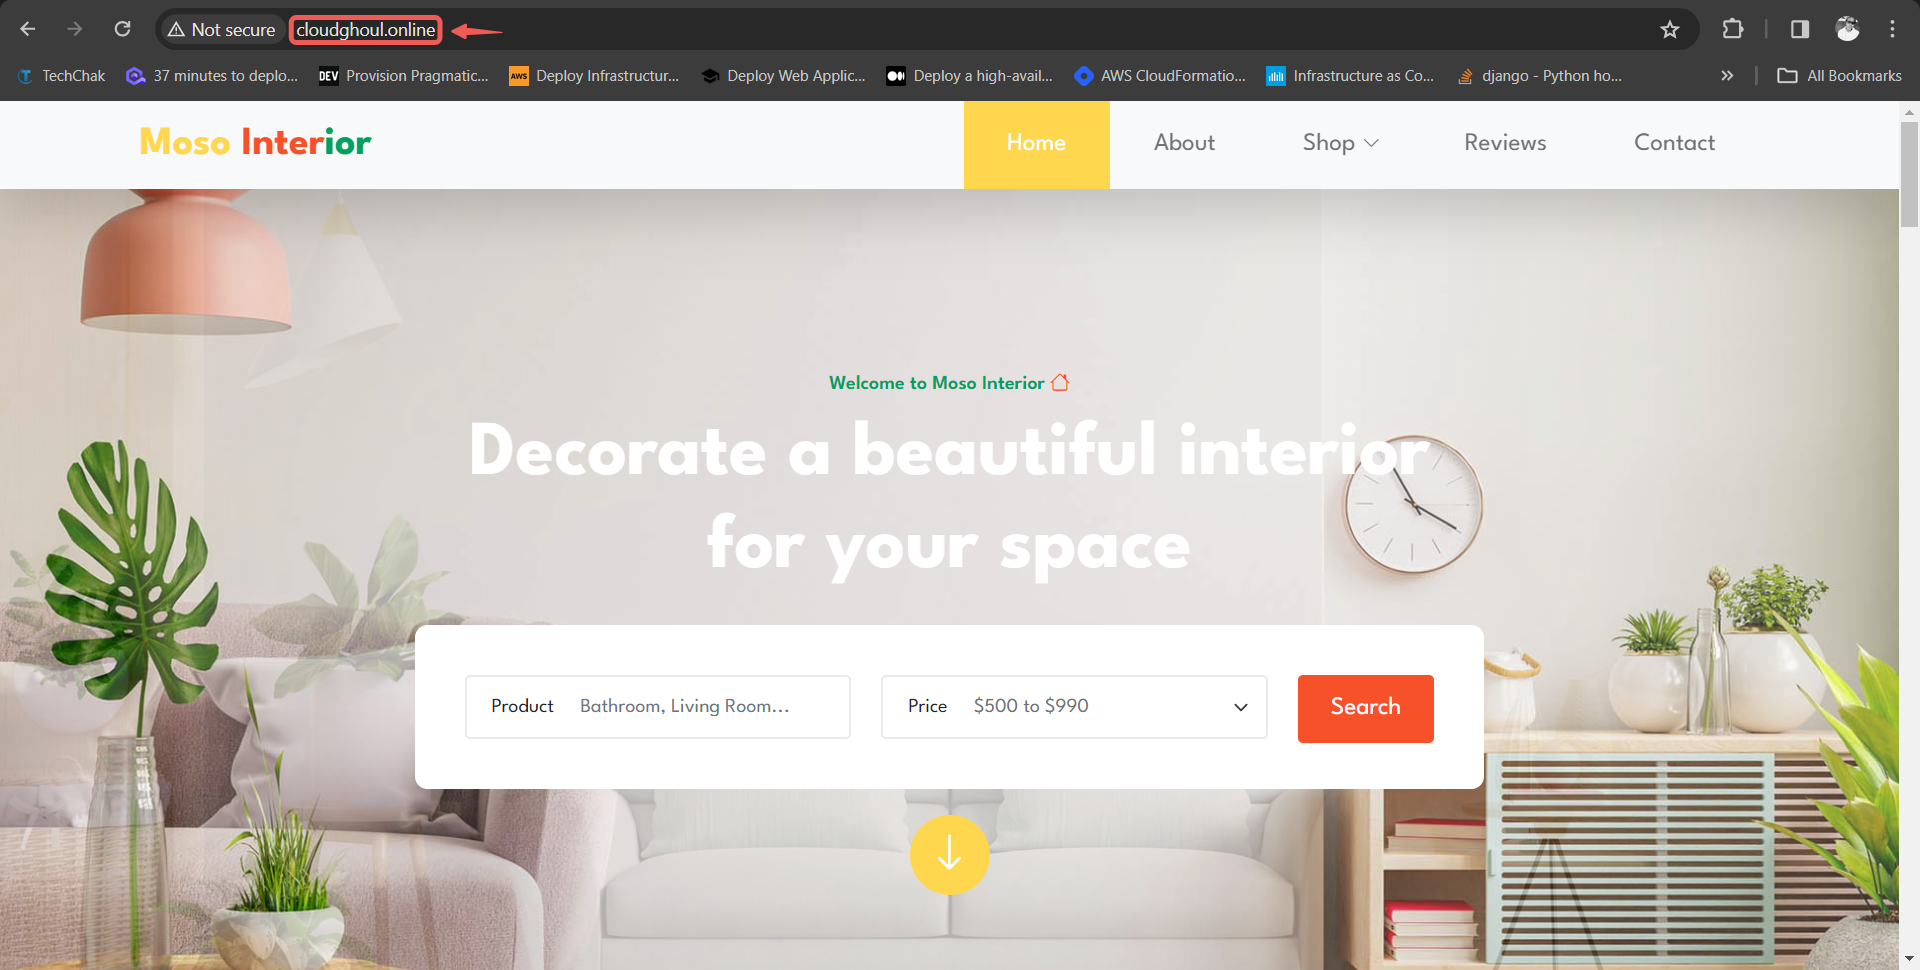 Not secure cloudghoul.online
TechChak 37 minutes to deplo... DEV Provision Pragmatic... AWS Deploy Infrastructur... Deploy Web Applic... Deploy a high-avail... AWS CloudFormatio... Infrastructure as Co... django - Python ho... » All Bookmarks
Moso Interior Home About Shop Reviews Contact
Welcome to Moso Interior
Decorate a beautiful interior
for your space
Product Bathroom, Living Room... Price $500 to $990 Search